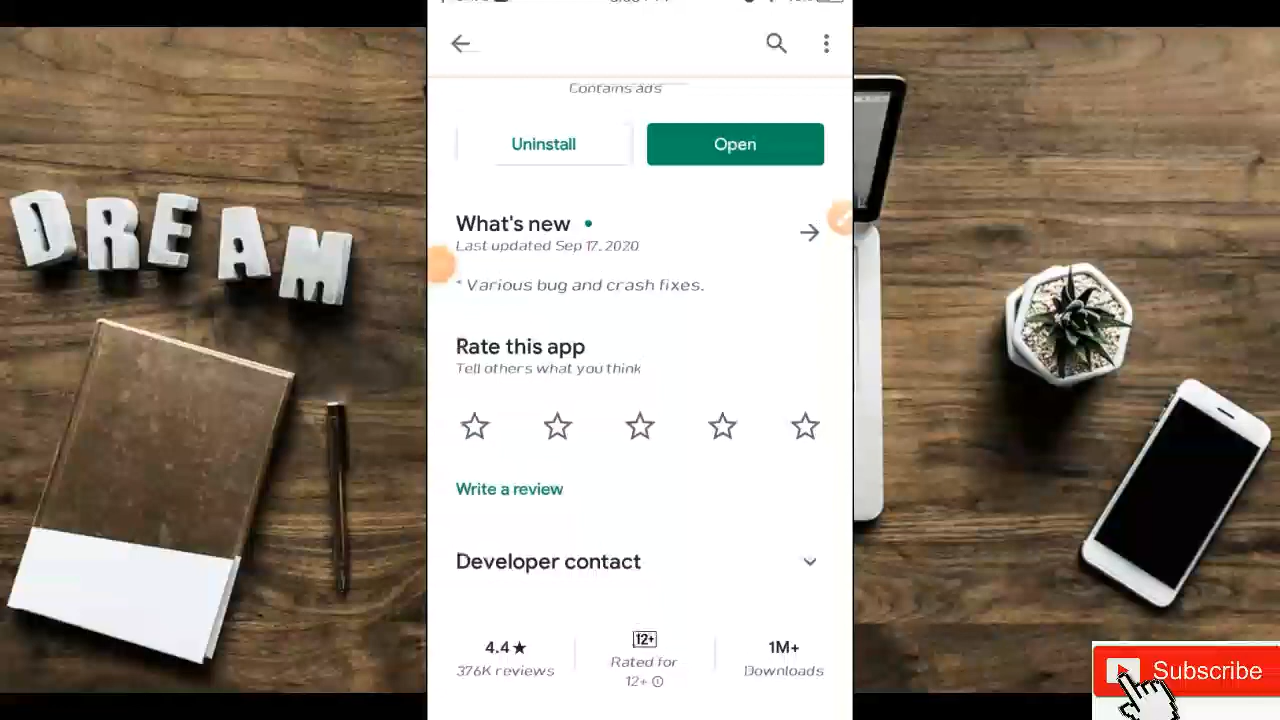 Contains ads
Uninstall
Open
What's new
Last updated Sep 17, 2020
* Various bug and crash fixes.
Rate this app
Tell others what you think
Write a review
Developer contact
4.4★
12+
1M+
376K reviews
Rated for
12+
Downloads
DREAM
Subscribe